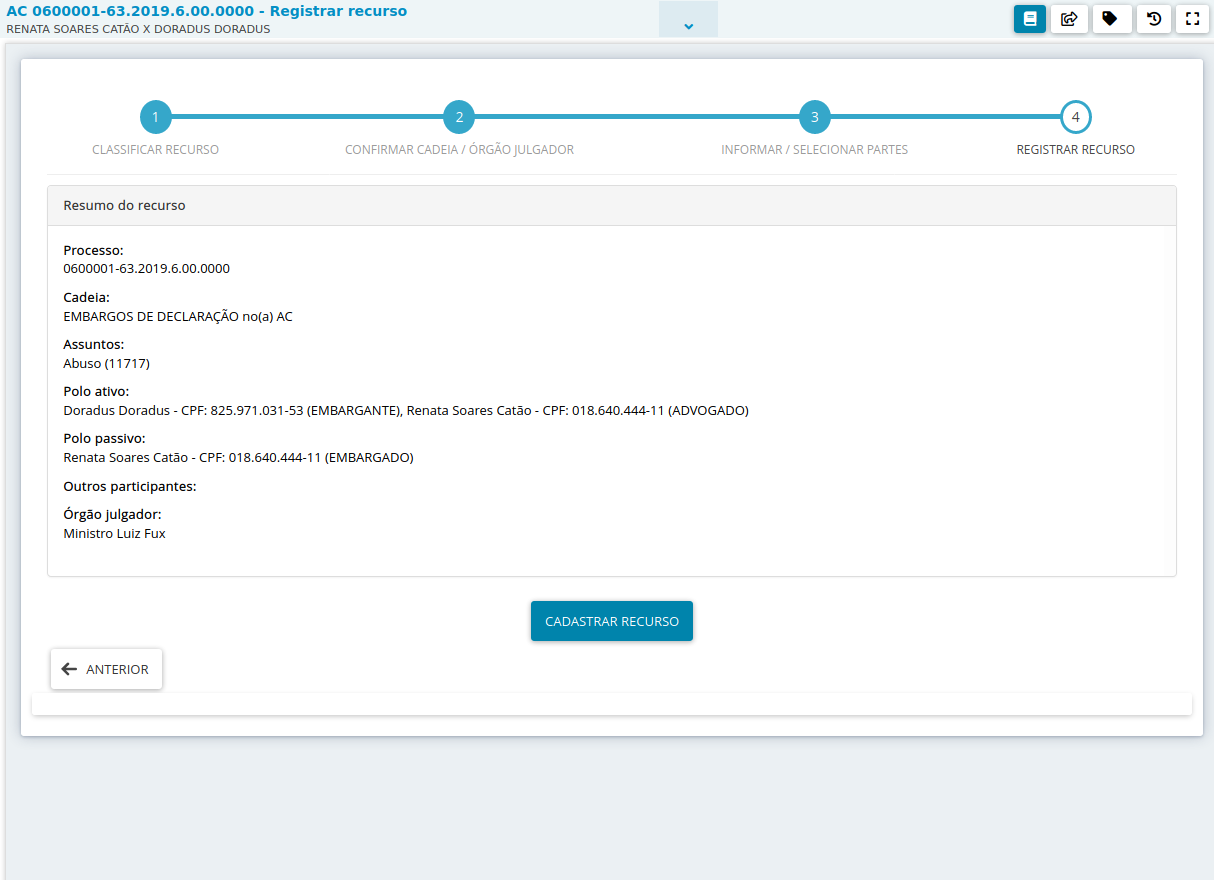 AC 0600001-63.2019.6.00.0000 - Registrar recurso
RENATA SOARES CATÃO X DORADUS DORADUS
1
2
3
4
CLASSIFICAR RECURSO
CONFIRMAR CADEIA / ÓRGÃO JULGADOR
INFORMAR / SELECIONAR PARTES
REGISTRAR RECURSO
Resumo do recurso
Processo:
0600001-63.2019.6.00.0000
Cadeia:
EMBARGOS DE DECLARAÇÃO no(a) AC
Assuntos:
Abuso (11717)
Polo ativo:
Doradus Doradus - CPF: 825.971.031-53 (EMBARGANTE), Renata Soares Catão - CPF: 018.640.444-11 (ADVOGADO)
Polo passivo:
Renata Soares Catão - CPF: 018.640.444-11 (EMBARGADO)
Outros participantes:
Órgão julgador:
Ministro Luiz Fux
CADASTRAR RECURSO
ANTERIOR